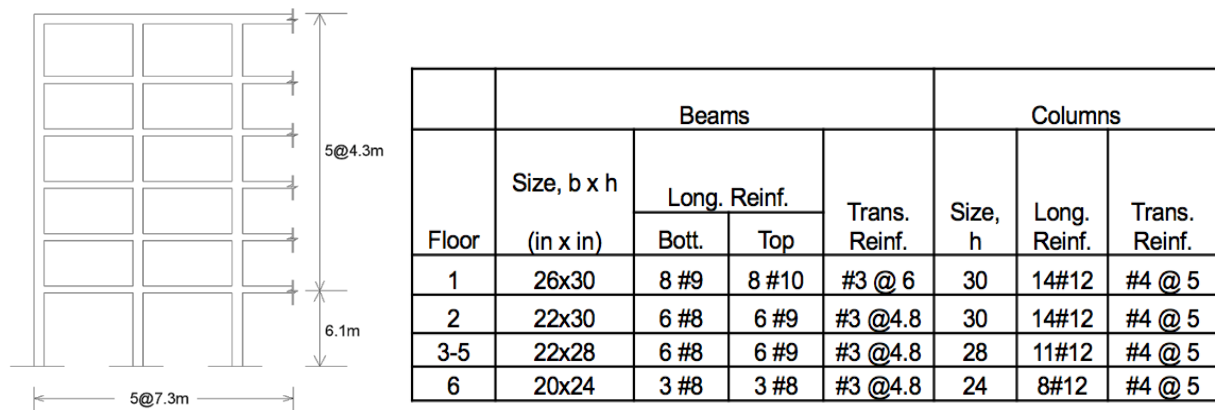 5@4.3m
6.1m
5@7.3m
Beams Columns
Size, b x h Long. Reinf. Trans. Size, Long. Trans.
Floor (in x in) Bott. Top Reinf. h Reinf. Reinf.
1 26x30 8 #9 8 #10 #3 @ 6 30 14#12 #4 @ 5
2 22x30 6 #8 6 #9 #3 @4.8 30 14#12 #4 @ 5
3-5 22x28 6 #8 6 #9 #3 @4.8 28 11#12 #4 @ 5
6 20x24 3 #8 3 #8 #3 @4.8 24 8#12 #4 @ 5